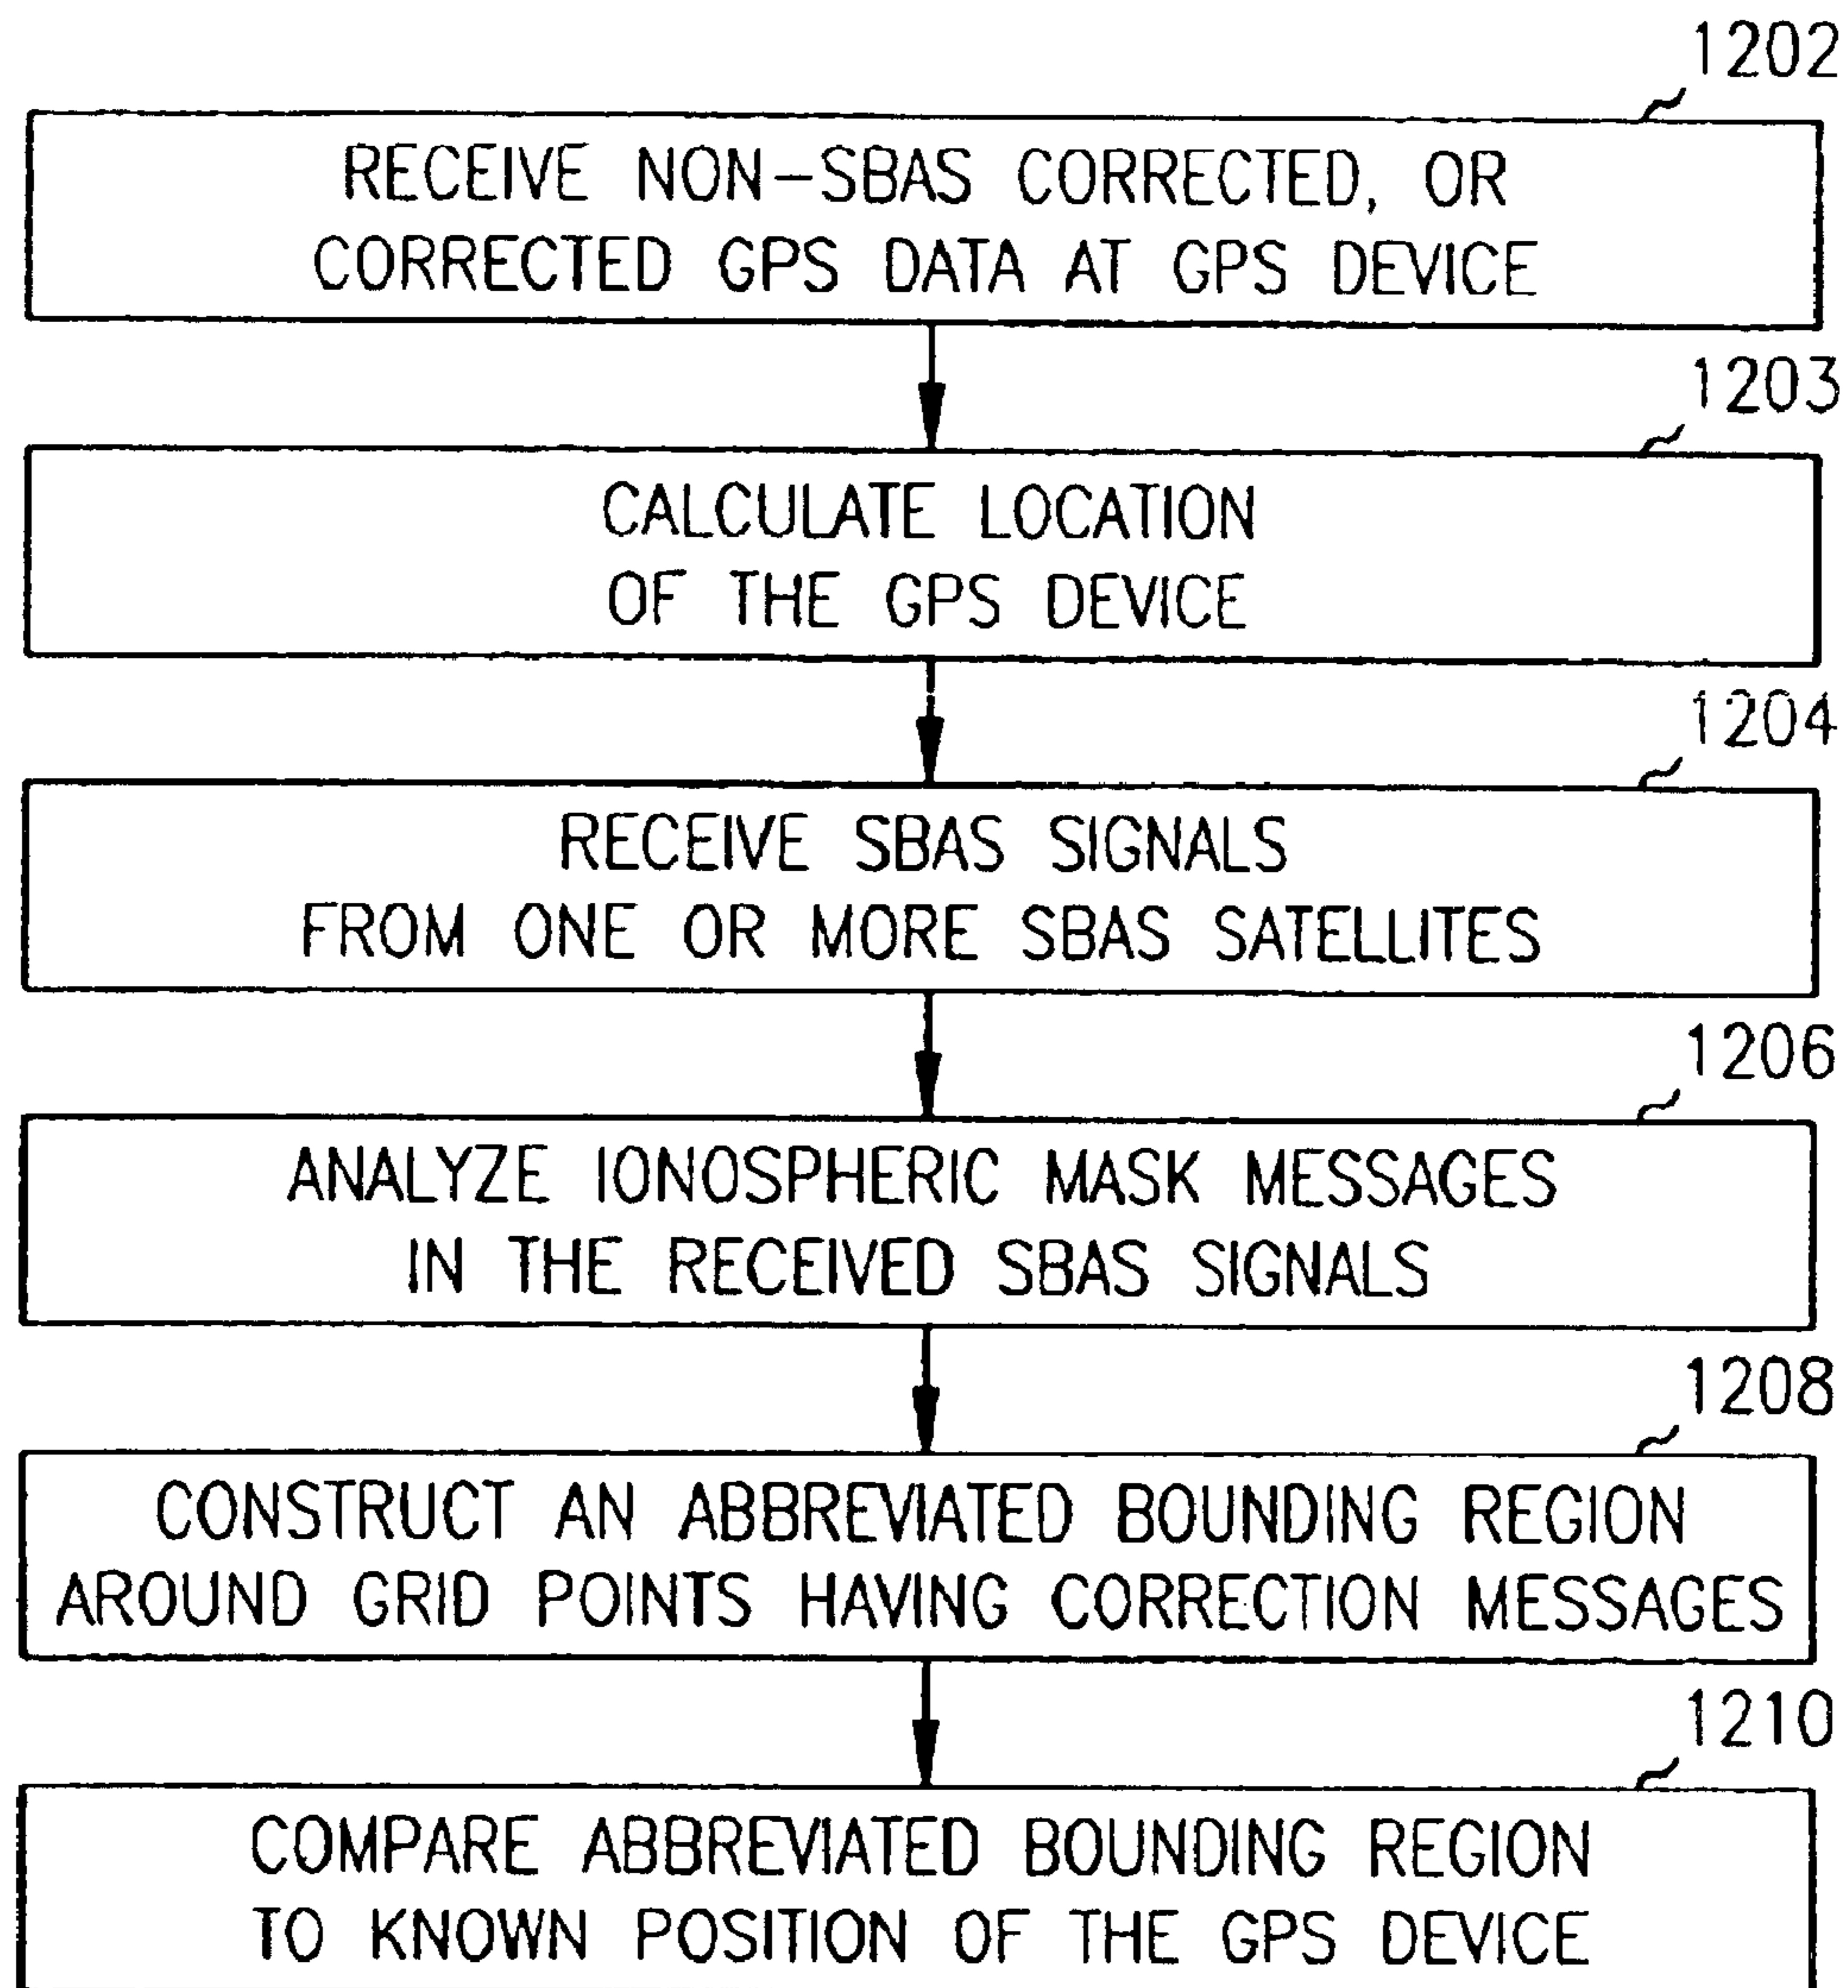 1202
RECEIVE NON-SBAS CORRECTED, OR
CORRECTED GPS DATA AT GPS DEVICE
1203
CALCULATE LOCATION
OF THE GPS DEVICE
1204
RECEIVE SBAS SIGNALS
FROM ONE OR MORE SBAS SATELLITES
1206
ANALYZE IONOSPHERIC MASK MESSAGES
IN THE RECEIVED SBAS SIGNALS
1208
CONSTRUCT AN ABBREVIATED BOUNDING REGION
AROUND GRID POINTS HAVING CORRECTION MESSAGES
1210
COMPARE ABBREVIATED BOUNDING REGION
TO KNOWN POSITION OF THE GPS DEVICE